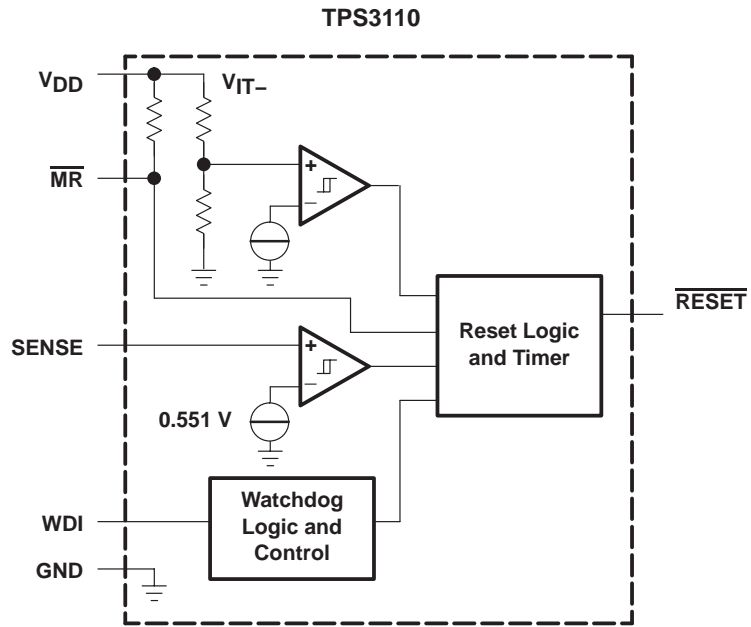 TPS3110
VDD
VIT–
MR
+
–
RESET
Reset Logic
and Timer
SENSE
+
–
0.551 V
Watchdog
Logic and
Control
WDI
GND